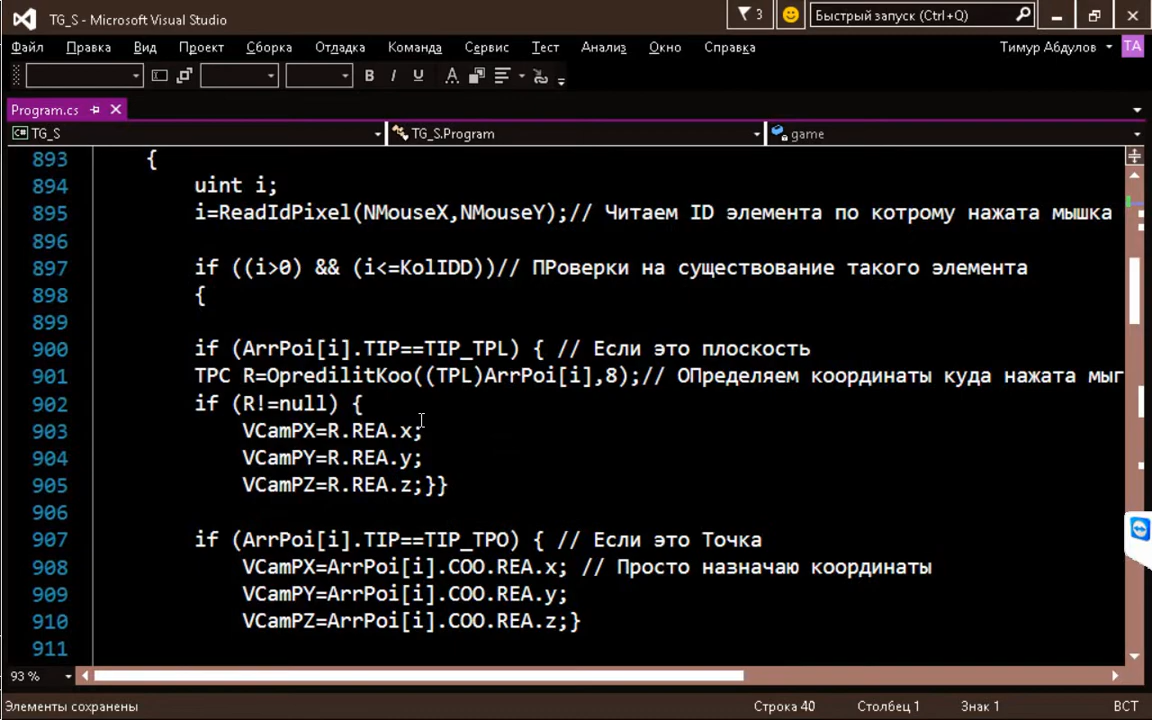 TG_S - Microsoft Visual Studio
3
Быстрый запуск (Ctrl+Q)
Файл Правка Вид Проект Сборка Отладка Команда Сервис Тест Анализ Окно Справка Тимур Абдулов ТА
B I U A
Program.cs
TG_S TG_S.Program game
893 {
894 uint i;
895 i=ReadIdPixel(NMouseX,NMouseY);// Читаем ID элемента по котрому нажата мышка
896
897 if ((i>0) && (i<=KolIDD))// ПРоверки на существование такого элемента
898 {
899
900 if (ArrPoi[i].TIP==TIP_TPL) { // Если это плоскость
901 TPC R=OpredilitKoo((TPL)ArrPoi[i],8);// ОПределяем координаты куда нажата мыг
902 if (R!=null) {
903 VCamPX=R.REA.x;
904 VCamPY=R.REA.y;
905 VCamPZ=R.REA.z;}}
906
907 if (ArrPoi[i].TIP==TIP_TPO) { // Если это Точка
908 VCamPX=ArrPoi[i].COO.REA.x; // Просто назначаю координаты
909 VCamPY=ArrPoi[i].COO.REA.y;
910 VCamPZ=ArrPoi[i].COO.REA.z;}
911
93 %
Элементы сохранены Строка 40 Столбец 1 Знак 1 ВСТ